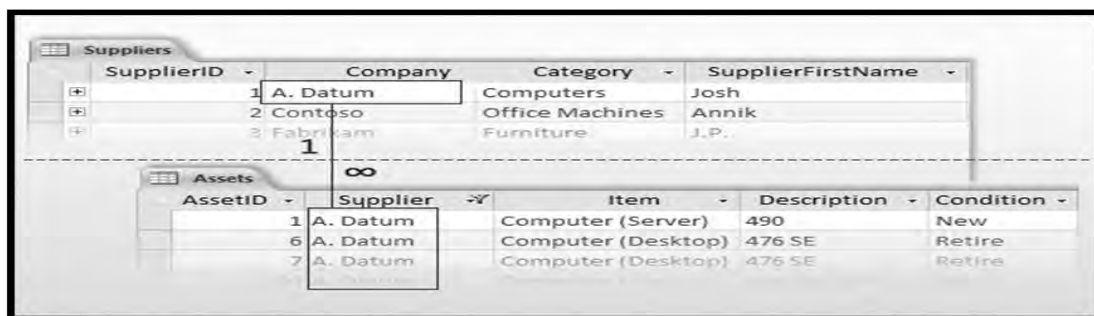 Suppliers
SupplierID Company Category SupplierFirstName
1 A. Datum Computers Josh
2 Contoso Office Machines Annik
3 Fabrikam Furniture J.P.
1
∞
Assets
AssetID Supplier Item Description Condition
1 A. Datum Computer (Server) 490 New
6 A. Datum Computer (Desktop) 476 SE Retire
7 A. Datum Computer (Desktop) 476 SE Retire